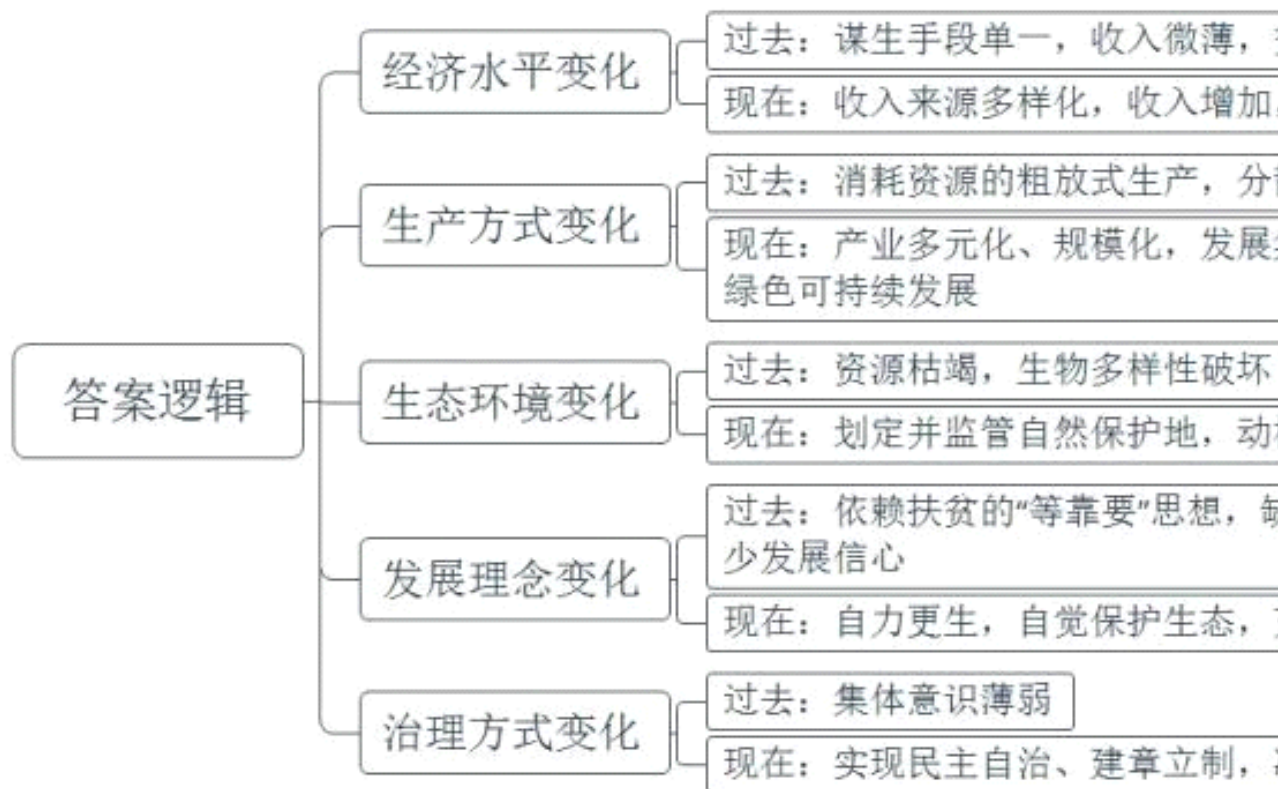 答案逻辑
经济水平变化
过去：谋生手段单一，收入微薄，
现在：收入来源多样化，收入增加
生产方式变化
过去：消耗资源的粗放式生产，分
现在：产业多元化、规模化，发展
绿色可持续发展
生态环境变化
过去：资源枯竭，生物多样性破坏
现在：划定并监管自然保护地，动
发展理念变化
过去：依赖扶贫的“等靠要”思想，缺
少发展信心
现在：自力更生，自觉保护生态，
治理方式变化
过去：集体意识薄弱
现在：实现民主自治、建章立制，